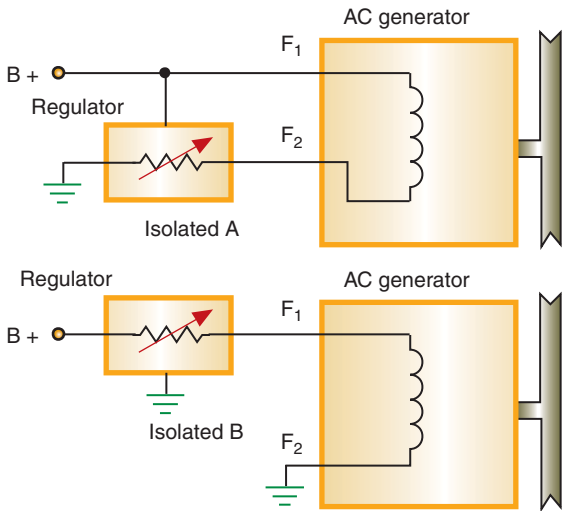 AC generator
F₁
B +
Regulator
F₂
Isolated A
Regulator
AC generator
F₁
B +
Isolated B
F₂